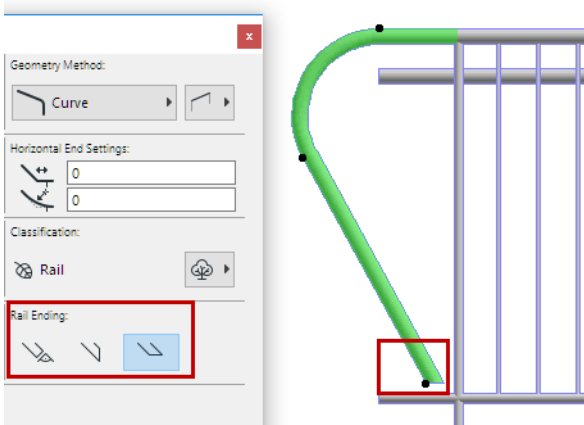 x
Geometry Method:
Curve
Horizontal End Settings:
0
0
Classification:
Rail
Rail Ending: